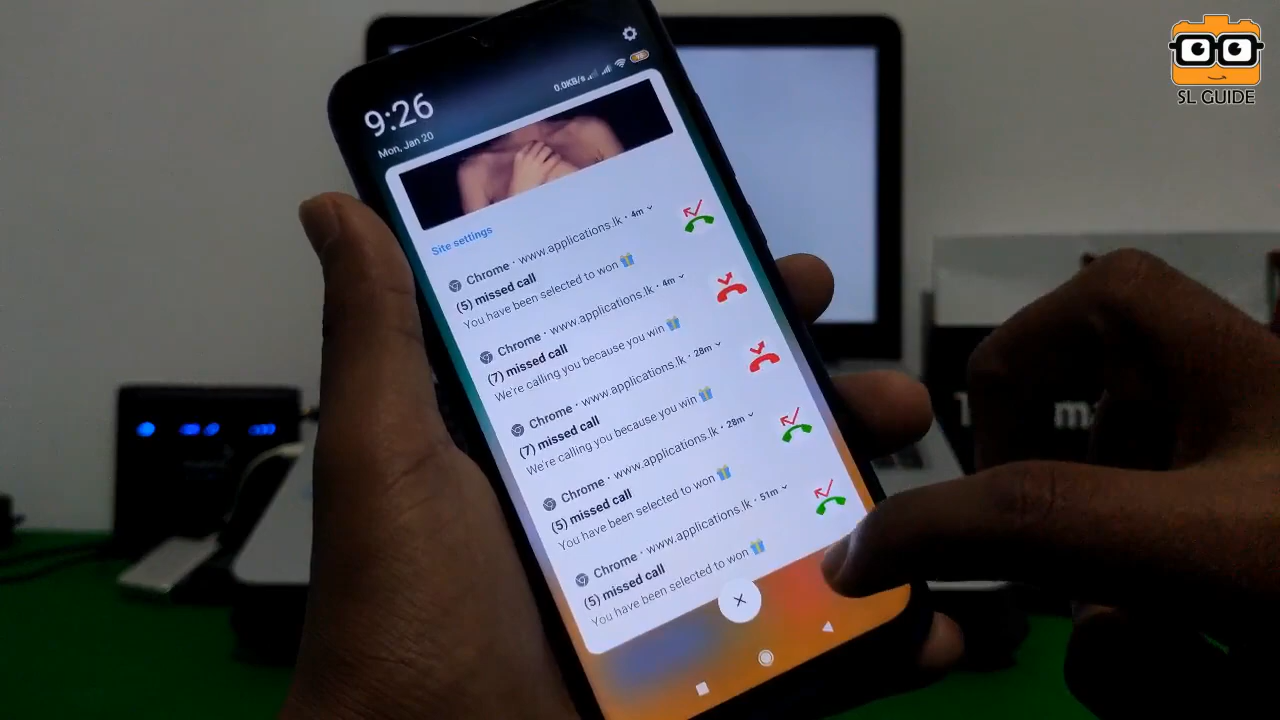 SL GUIDE
9:26
0.0KB/s
Mon, Jan 20
Site settings
Chrome · www.applications.lk · 4m
(5) missed call
You have been selected to won 🎁
Chrome · www.applications.lk · 4m
(7) missed call
We're calling you because you win 🎁
Chrome · www.applications.lk · 28m
(7) missed call
We're calling you because you win 🎁
Chrome · www.applications.lk · 28m
(5) missed call
You have been selected to won 🎁
Chrome · www.applications.lk · 51m
(5) missed call
You have been selected to won 🎁